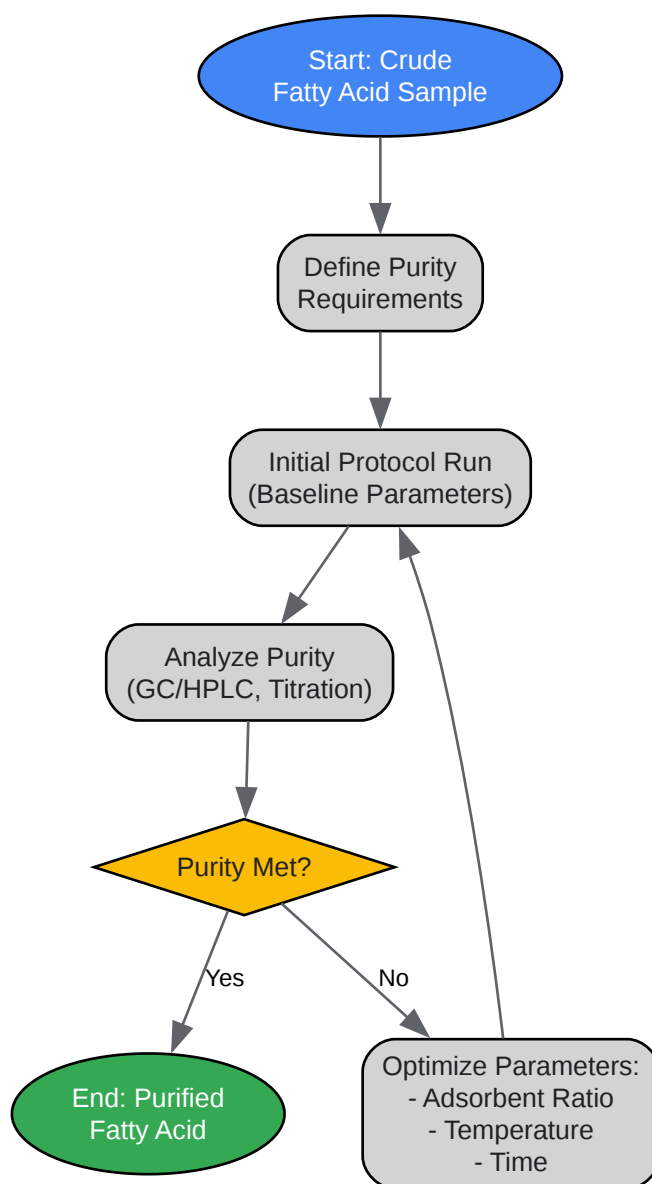 Start: Crude
Fatty Acid Sample
Define Purity
Requirements
Initial Protocol Run
(Baseline Parameters)
Analyze Purity
(GC/HPLC, Titration)
Purity Met?
Yes
No
End: Purified
Fatty Acid
Optimize Parameters:
- Adsorbent Ratio
- Temperature
- Time